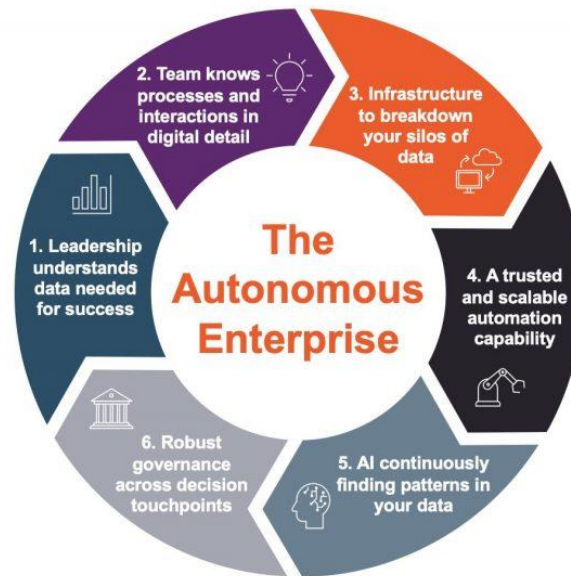 The
Autonomous
Enterprise
1. Leadership
understands
data needed
for success
2. Team knows
processes and
interactions in
digital detail
3. Infrastructure
to breakdown
your silos of
data
4. A trusted
and scalable
automation
capability
5. AI continuously
finding patterns in
your data
6. Robust
governance
across decision
touchpoints